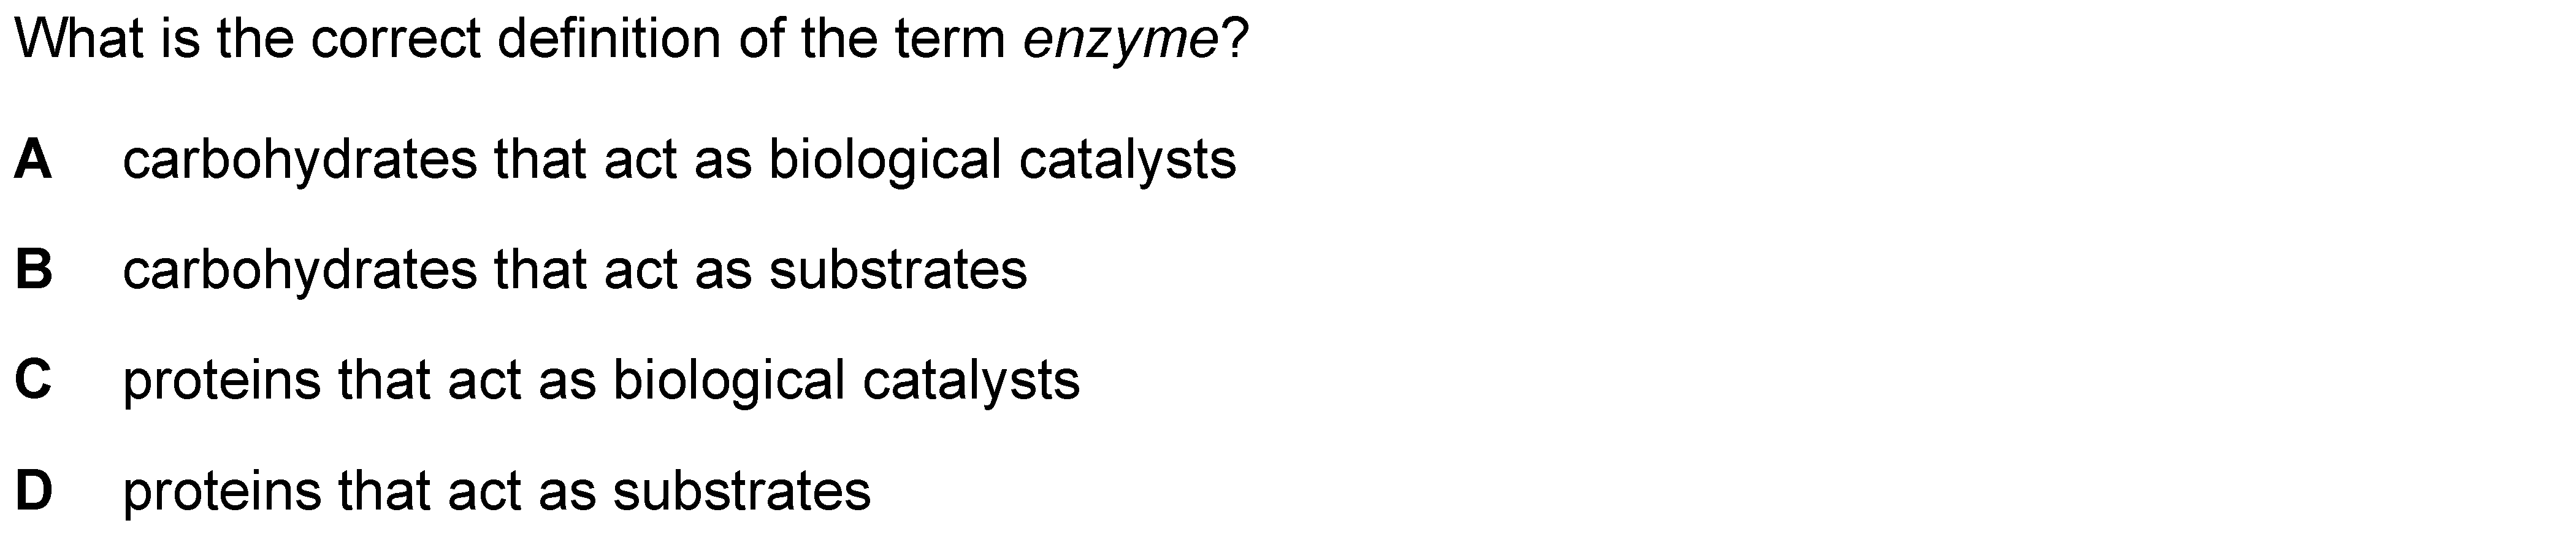 What is the correct definition of the term enzyme?
A carbohydrates that act as biological catalysts
B carbohydrates that act as substrates
C proteins that act as biological catalysts
D proteins that act as substrates